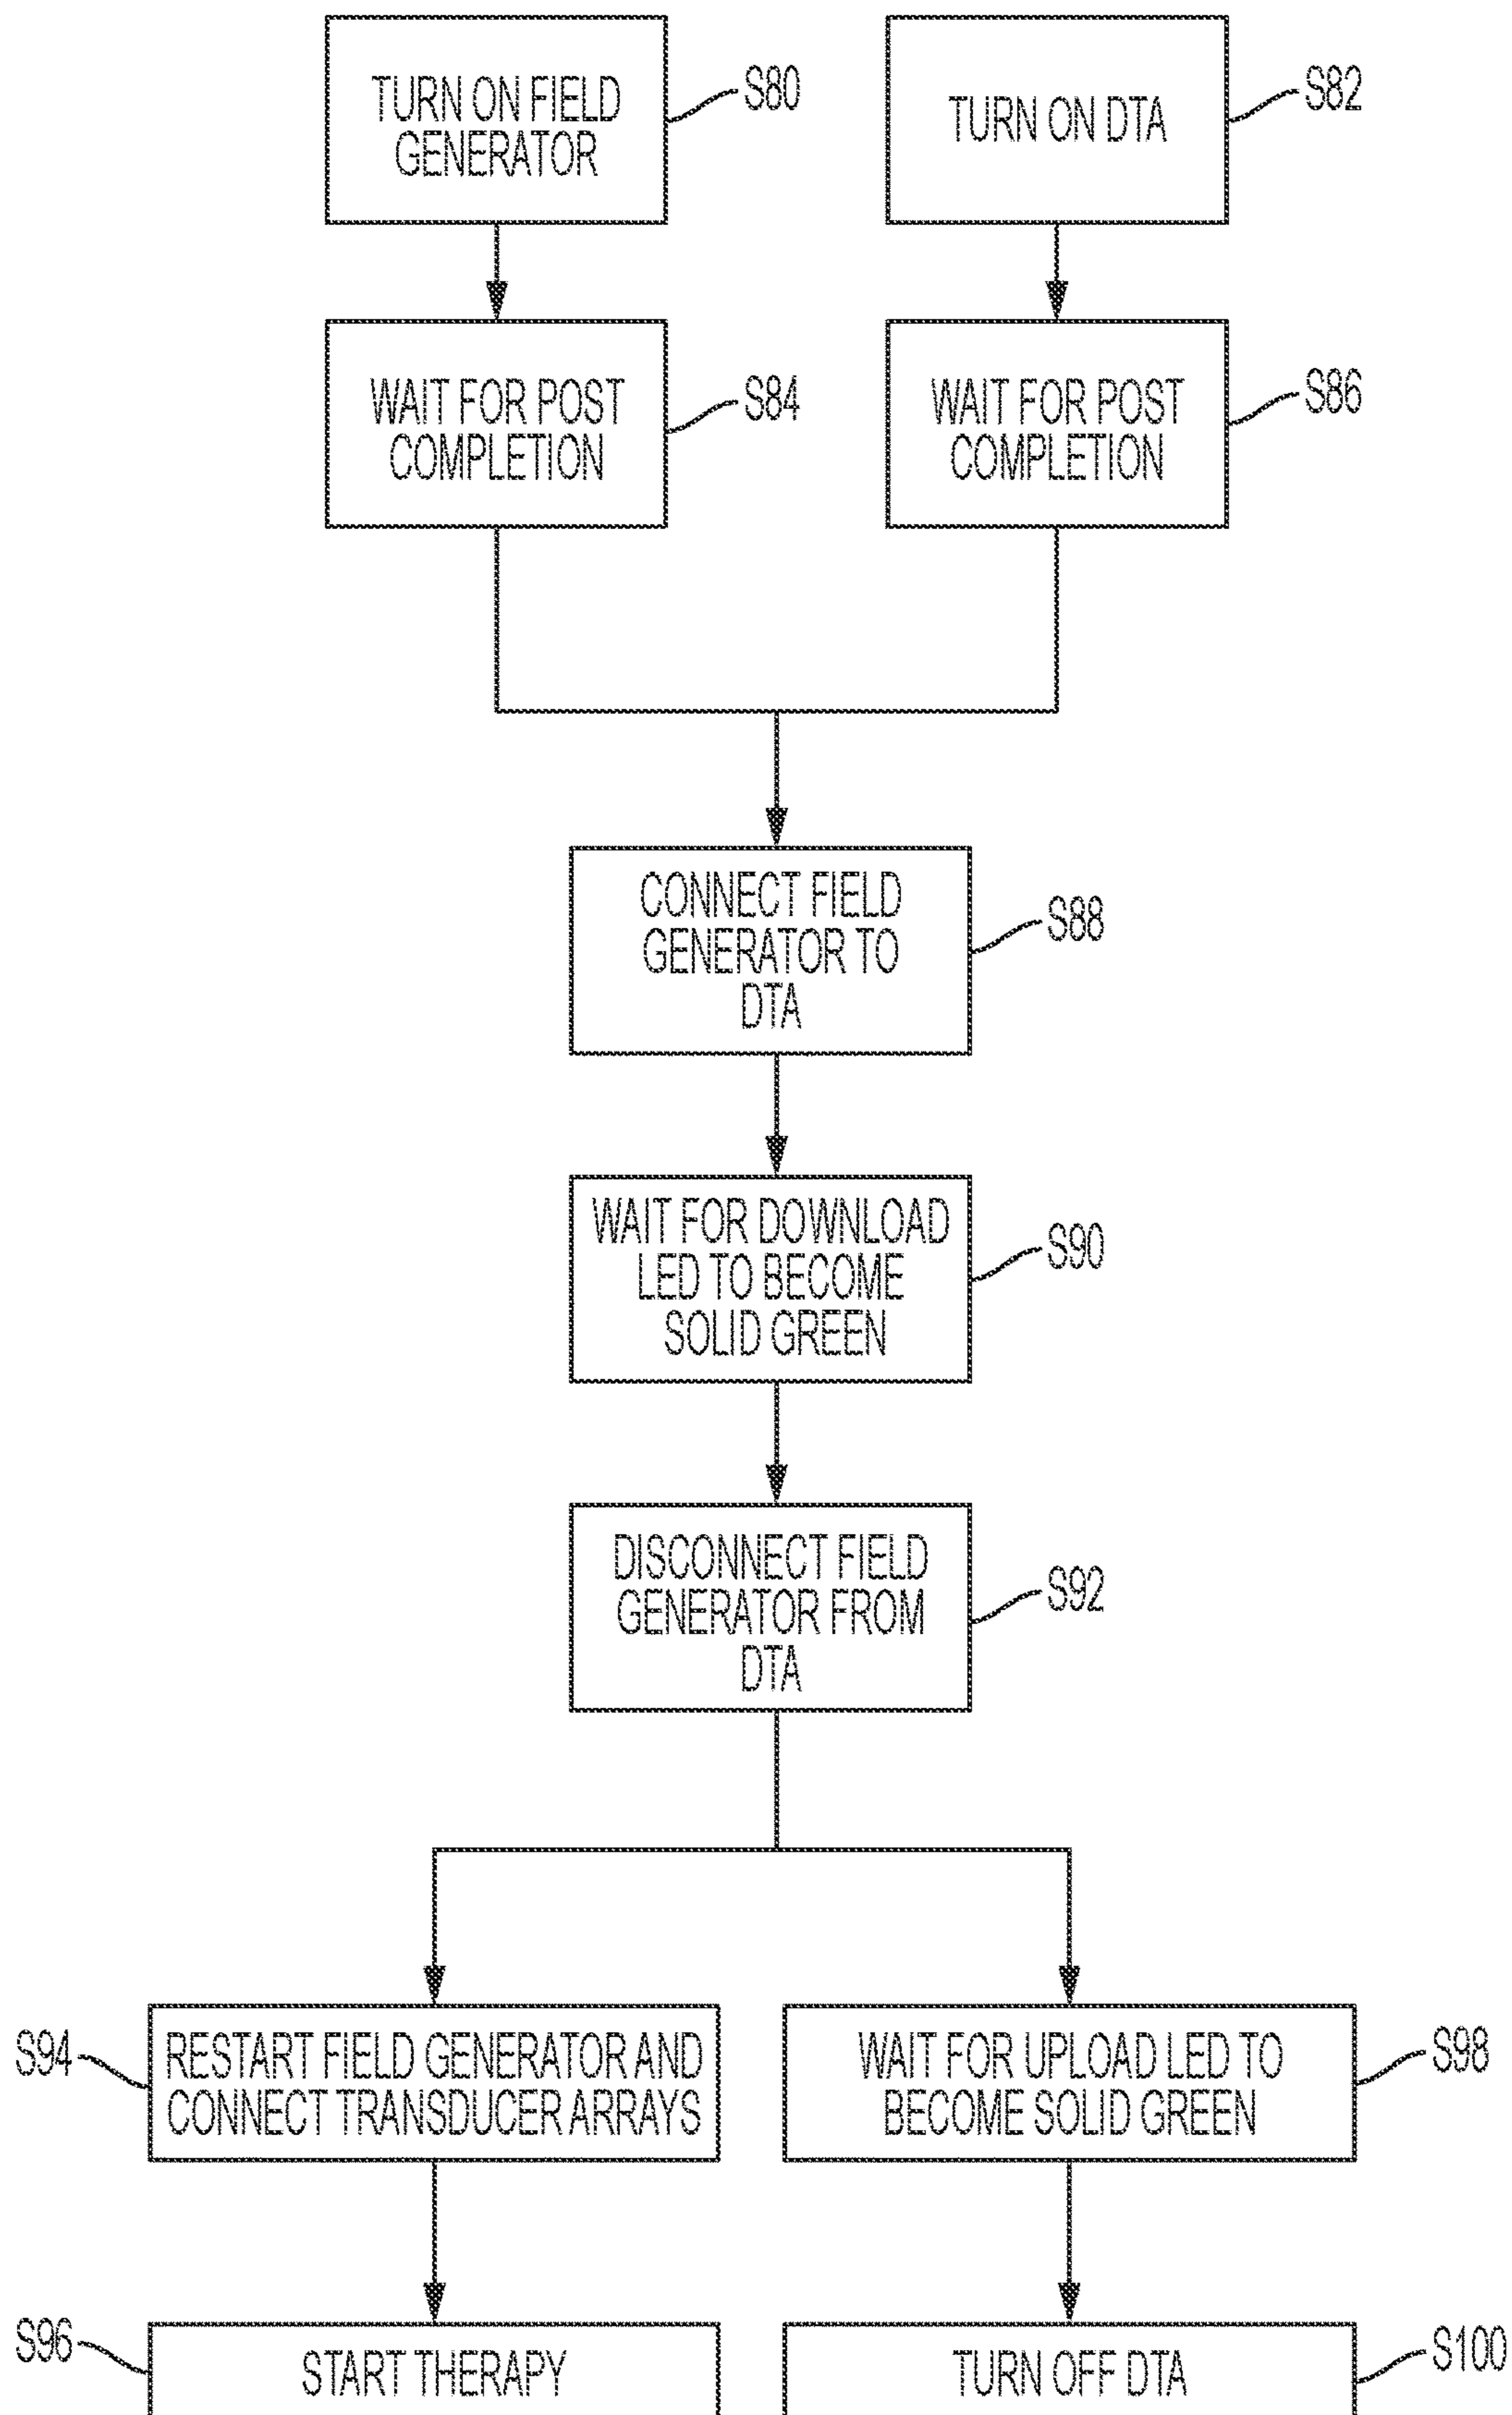 TURN ON FIELD
GENERATOR
S80
TURN ON DTA
S82
WAIT FOR POST
COMPLETION
S84
WAIT FOR POST
COMPLETION
S86
CONNECT FIELD
GENERATOR TO
DTA
S88
WAIT FOR DOWNLOAD
LED TO BECOME
SOLID GREEN
S90
DISCONNECT FIELD
GENERATOR FROM
DTA
S92
S94
RESTART FIELD GENERATOR AND
CONNECT TRANSDUCER ARRAYS
WAIT FOR UPLOAD LED TO
BECOME SOLID GREEN
S98
S96
START THERAPY
TURN OFF DTA
S100